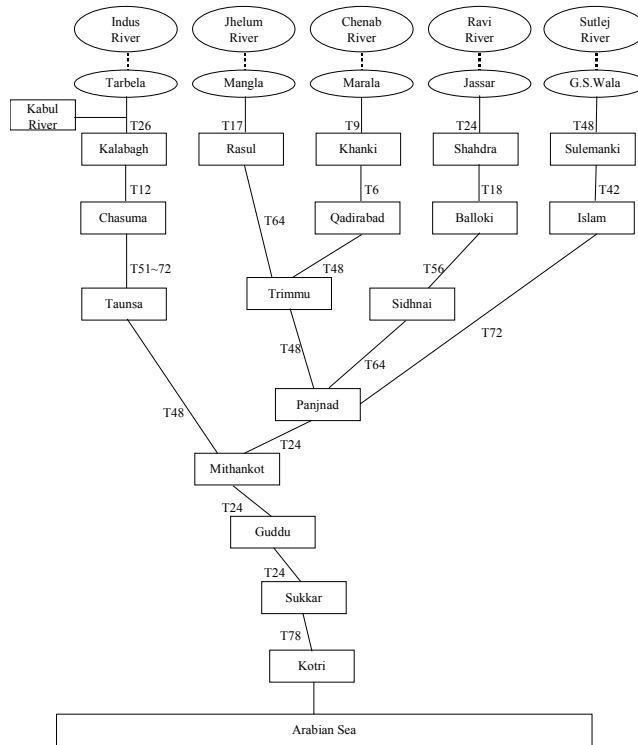 Indus
River
Jhelum
River
Chenab
River
Ravi
River
Sutlej
River
Tarbela
Mangla
Marala
Jassar
G.S.Wala
Kabul
River
T26
T17
T9
T24
T48
Kalabagh
Rasul
Khanki
Shahdra
Sulemanki
T12
T6
T18
T42
Chasuma
T64
Qadirabad
Balloki
Islam
T51~72
T48
T56
Taunsa
Trimmu
Sidhnai
T72
T48
T64
Panjnad
T48
T24
Mithankot
T24
Guddu
T24
Sukkar
T78
Kotri
Arabian Sea